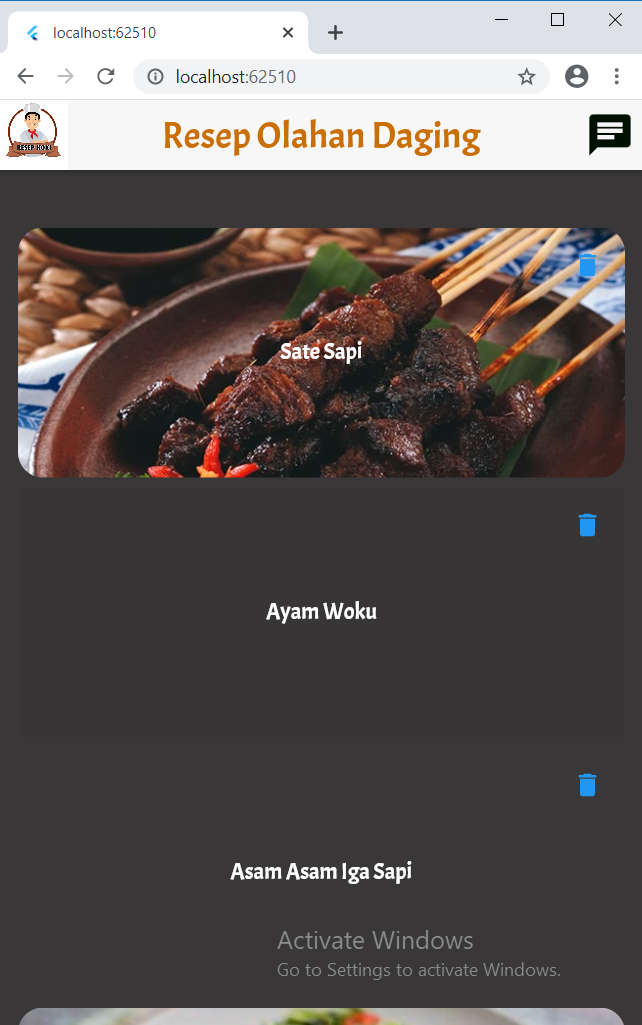 localhost:62510
localhost:62510
RESEP HOKI
Resep Olahan Daging
Sate Sapi
Ayam Woku
Asam Asam Iga Sapi
Activate Windows
Go to Settings to activate Windows.